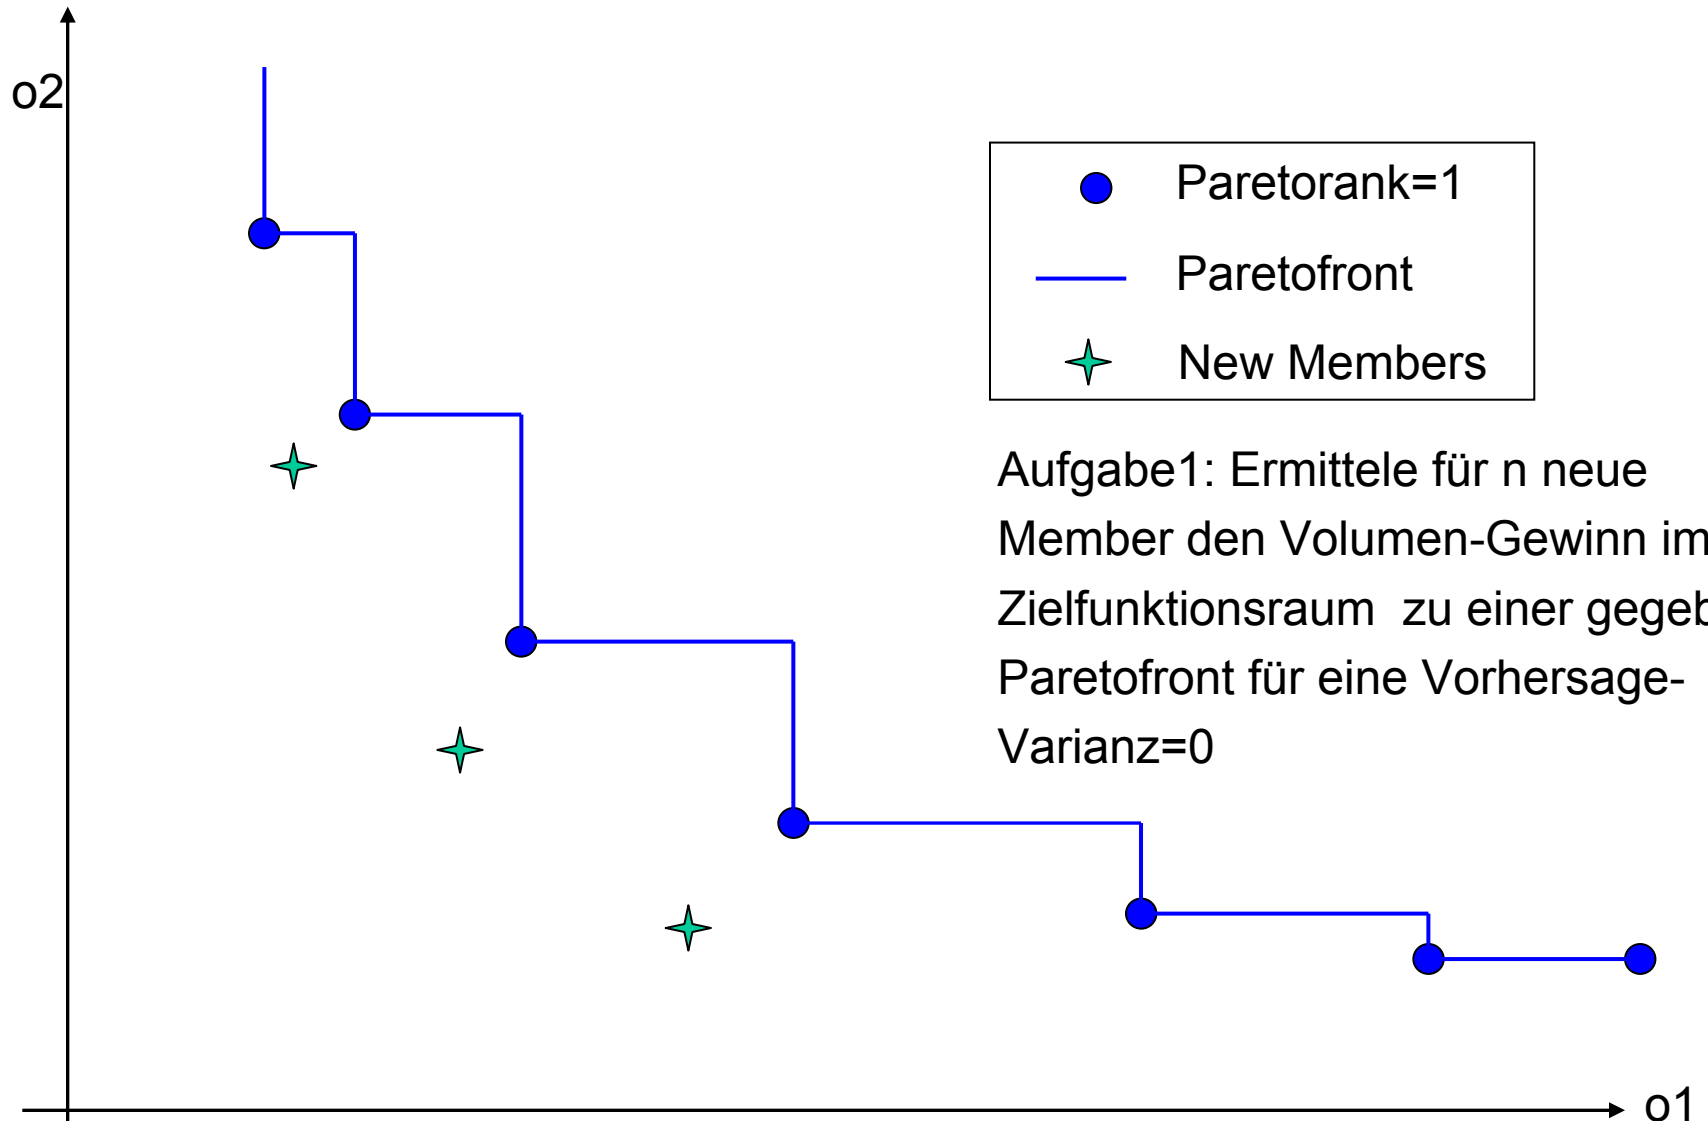 o2
Paretorank=1
Paretofront
New Members
Aufgabe1: Ermittele für n neue
Member den Volumen-Gewinn im
Zielfunktionsraum  zu einer gegeb
Paretofront für eine Vorhersage-
Varianz=0
o1